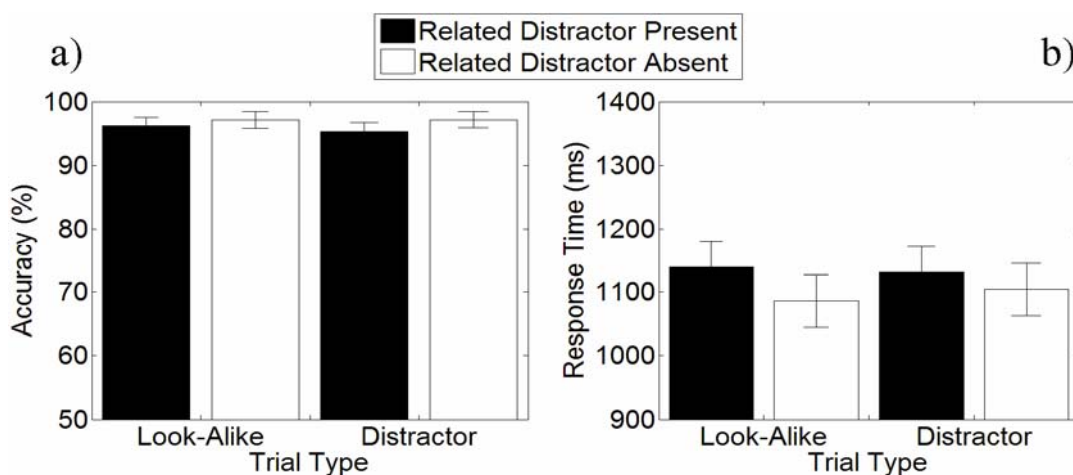 a)
Related Distractor Present
Related Distractor Absent
b)
Accuracy (%)
100
90
80
70
60
50
Look-Alike Distractor
Trial Type
Response Time (ms)
1400
1300
1200
1100
1000
900
Look-Alike Distractor
Trial Type